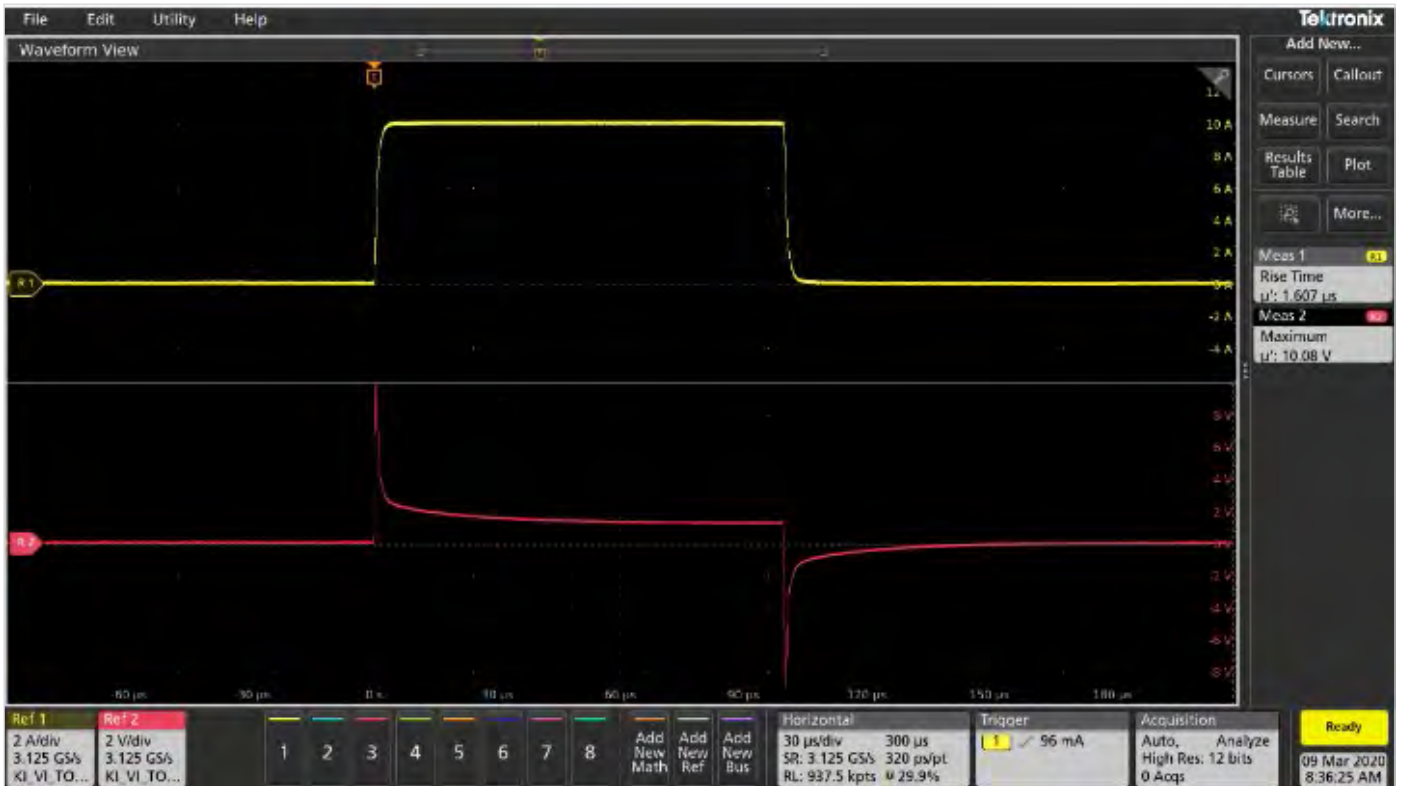 File Edit Utility Help
Tektronix
Waveform View
Add New...
Cursors Callout
Measure Search
Results Table Plot
More...
T
12
10 A
8 A
6 A
4 A
2 A
0 A
-2 A
-4 A
R 1
Meas 1 R1
Rise Time
µ': 1.607 µs
Meas 2 R2
Maximum
µ': 10.08 V
8 V
6 V
4 V
2 V
0 V
-2 V
-4 V
-6 V
-8 V
R 2
-60 µs -30 µs 0 s 30 µs 60 µs 90 µs 120 µs 150 µs 180 µs
Ref 1
2 A/div
3.125 GS/s
KI_VI_TO...
Ref 2
2 V/div
3.125 GS/s
KI_VI_TO...
1 2 3 4 5 6 7 8
Add New Math
Add New Ref
Add New Bus
Horizontal
30 µs/div 300 µs
SR: 3.125 GS/s 320 ps/pt
RL: 937.5 kpts 29.9%
Trigger
1 96 mA
Acquisition
Auto, Analyze
High Res: 12 bits
0 Acqs
Ready
09 Mar 2020
8:36:25 AM